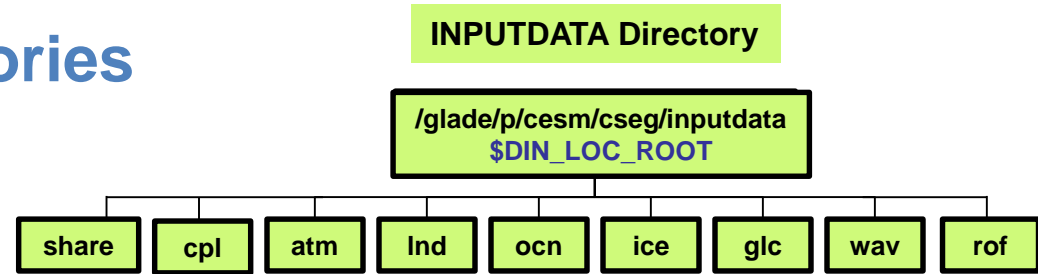 ories
INPUTDATA Directory
/glade/p/cesm/cseg/inputdata
$DIN_LOC_ROOT
share cpl atm lnd ocn ice glc wav rof